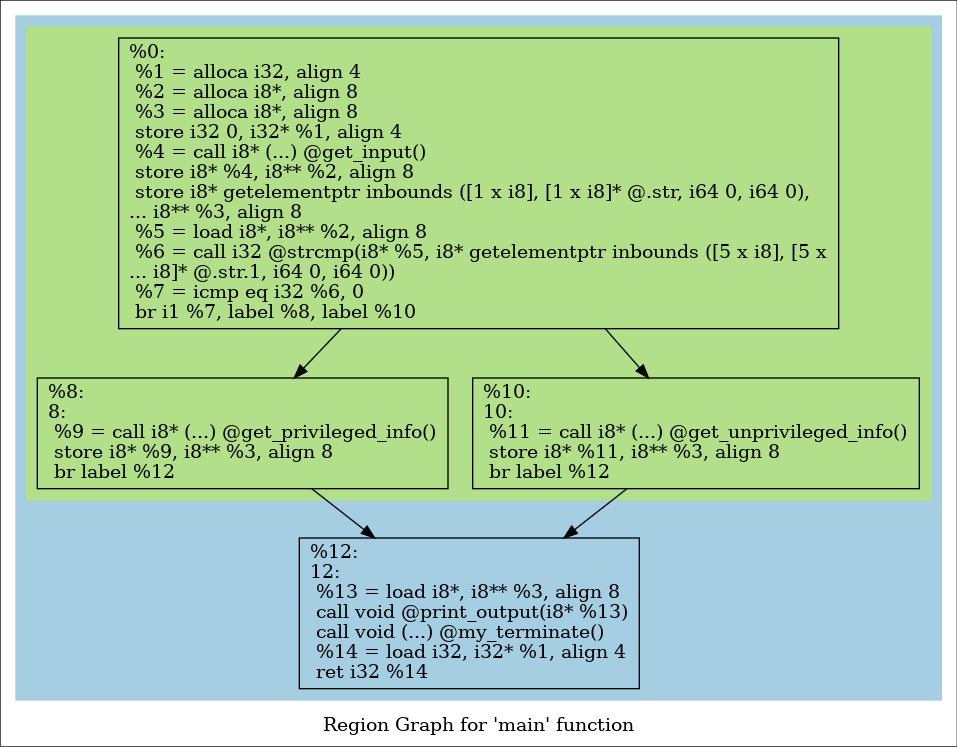 %0:
%1 = alloca i32, align 4
%2 = alloca i8*, align 8
%3 = alloca i8*, align 8
store i32 0, i32* %1, align 4
%4 = call i8* (...) @get_input()
store i8* %4, i8** %2, align 8
store i8* getelementptr inbounds ([1 x i8], [1 x i8]* @.str, i64 0, i64 0),
... i8** %3, align 8
%5 = load i8*, i8** %2, align 8
%6 = call i32 @strcmp(i8* %5, i8* getelementptr inbounds ([5 x i8], [5 x
... i8]* @.str.1, i64 0, i64 0))
%7 = icmp eq i32 %6, 0
br i1 %7, label %8, label %10
%8:
8:
%9 = call i8* (...) @get_privileged_info()
store i8* %9, i8** %3, align 8
br label %12
%10:
10:
%11 = call i8* (...) @get_unprivileged_info()
store i8* %11, i8** %3, align 8
br label %12
%12:
12:
%13 = load i8*, i8** %3, align 8
call void @print_output(i8* %13)
call void (...) @my_terminate()
%14 = load i32, i32* %1, align 4
ret i32 %14
Region Graph for 'main' function